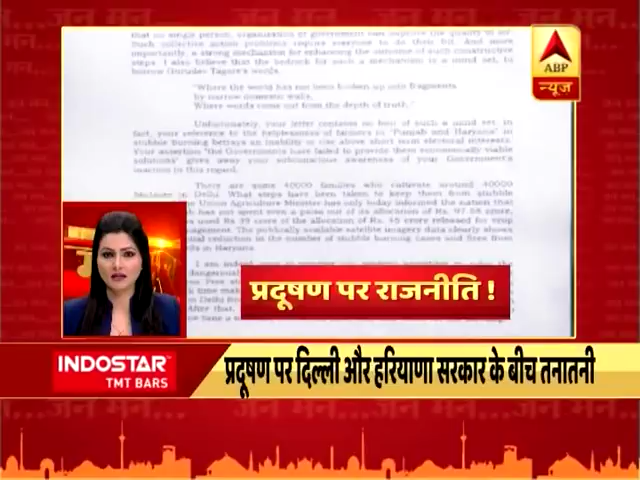 that no single person, organisation or government can improve the quality of air.
Such collective action problems require everyone to do their bit. And more
importantly, a strong mechanism for enhancing the outcome of such constructive
steps. I also believe that the bedrock for such a mechanism is a mind set, to
borrow Gurudev Tagore's words,
"Where the world has not been broken up into fragments
by narrow domestic walls,
Where words come out from the depth of truth."
Unfortunately, your letter contains no hint of such a mind set. In
fact, your reference to the helplessness of farmers in "Punjab and Haryana" in
stubble burning betrays an inability to rise above short term electoral interests.
Your assertion "the Governments have failed to provide them economically viable
solutions" gives away your subconscious awareness of your Government's
inaction in this regard.
There are some 40000 families who cultivate around 40000
in Delhi. What steps have been taken to keep them from stubble
Union Agriculture Minister has only today informed the nation that
has not spent even a paisa out of its allocation of Rs. 97.58 crore,
used Rs 39 crore of the allocation of Rs. 45 crore released for crop
The publically available satellite imagery data clearly shows
reduction in the number of stubble burning cases and fires from
in Haryana.
ABP
न्यूज़
प्रदूषण पर राजनीति !
INDOSTAR
TMT BARS
प्रदूषण पर दिल्ली और हरियाणा सरकार के बीच तनातनी
जन मन...